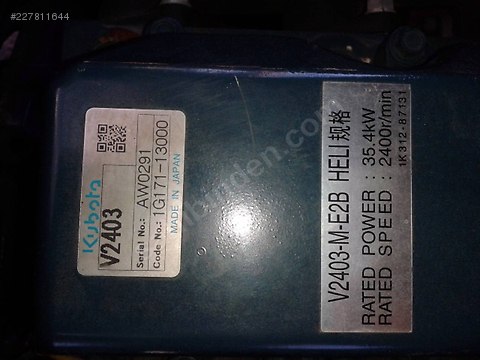 #227811644
Kubota
V2403
Serial No.: AW0291
Code No.: 1G171-13000
MADE IN JAPAN
V2403-M-E2B HELI规格
RATED POWER : 35.4kW
RATED SPEED : 2400r/min
1K312-87131